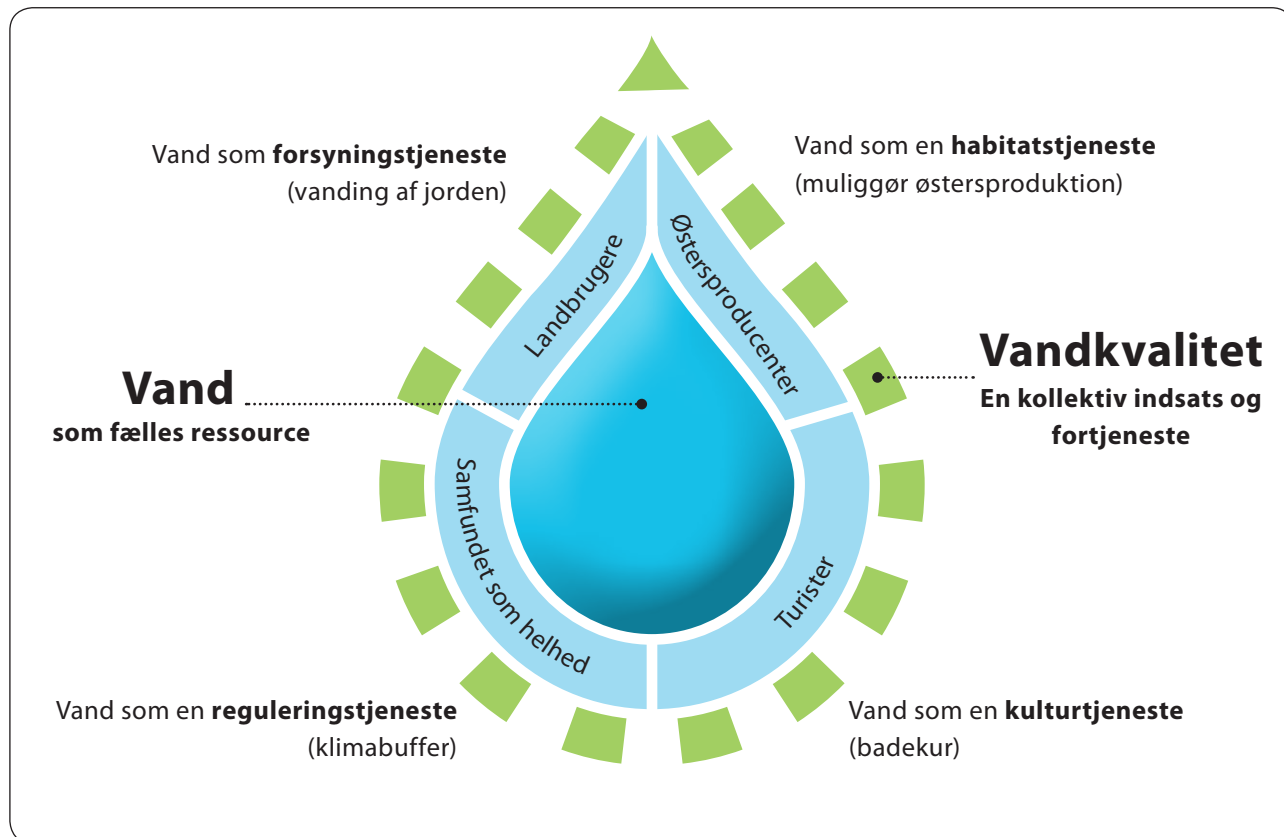 Vand som forsyningstjeneste
(vanding af jorden)
Vand som en habitatstjeneste
(muliggør østersproduktion)
Landbrugere
Østersproducenter
Vand
som fælles ressource
Vandkvalitet
En kollektiv indsats og
fortjeneste
Samfundet som helhed
Turister
Vand som en reguleringstjeneste
(klimabuffer)
Vand som en kulturtjeneste
(badekur)